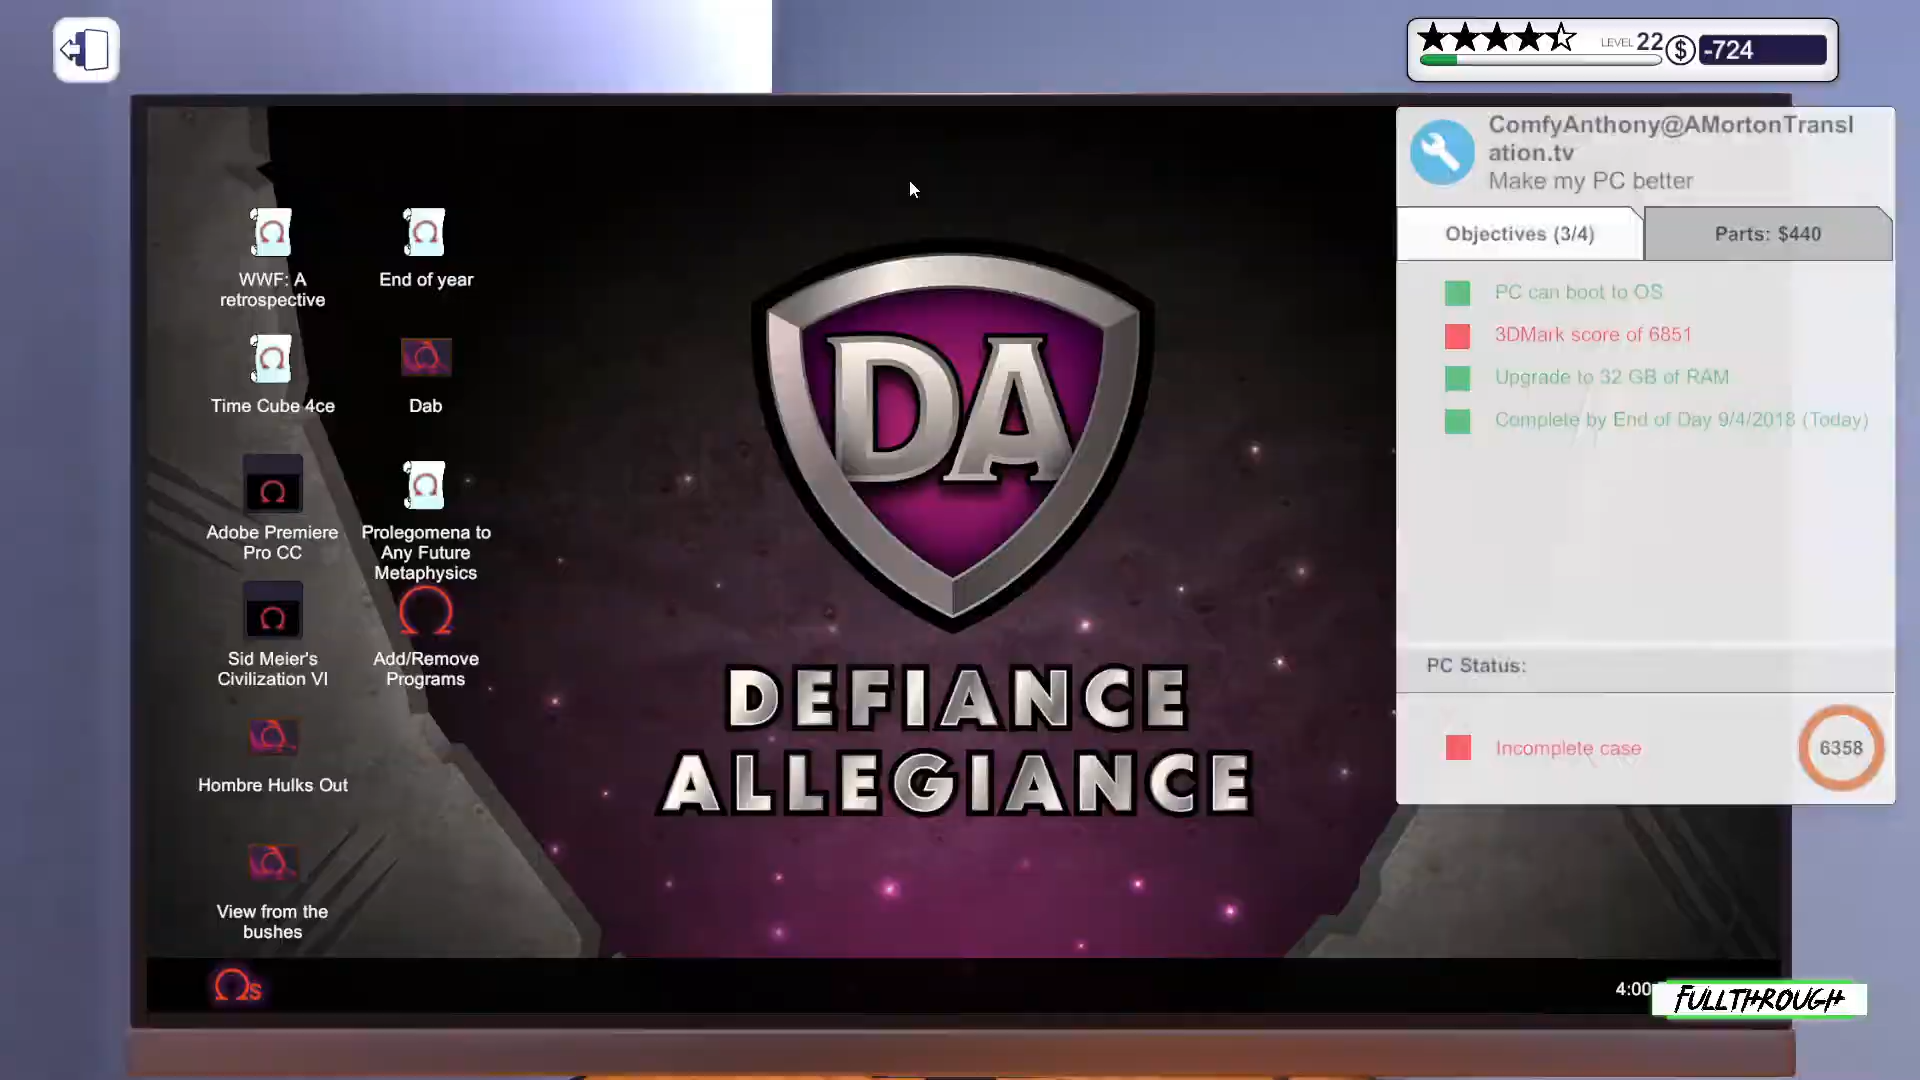 LEVEL 22
$ -724
ComfyAnthony@AMortonTransl
ation.tv
Make my PC better
Objectives (3/4)
Parts: $440
PC can boot to OS
3DMark score of 6851
Upgrade to 32 GB of RAM
Complete by End of Day 9/4/2018 (Today)
PC Status:
Incomplete case
6358
WWF: A
retrospective
End of year
Time Cube 4ce
Dab
Adobe Premiere
Pro CC
Prolegomena to
Any Future
Metaphysics
Sid Meier's
Civilization VI
Add/Remove
Programs
Hombre Hulks Out
View from the
bushes
DA
DEFIANCE
ALLEGIANCE
Ωs
4:00
FULLTHROUGH